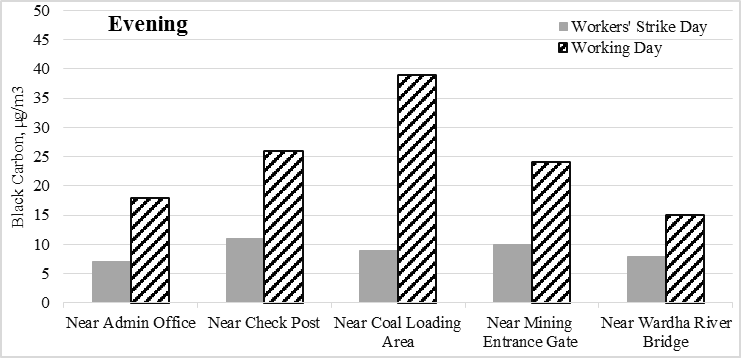 Evening
Workers' Strike Day
Working Day
Black Carbon, µg/m3
50
45
40
35
30
25
20
15
10
5
0
Near Admin Office
Near Check Post
Near Coal Loading
Area
Near Mining
Entrance Gate
Near Wardha River
Bridge